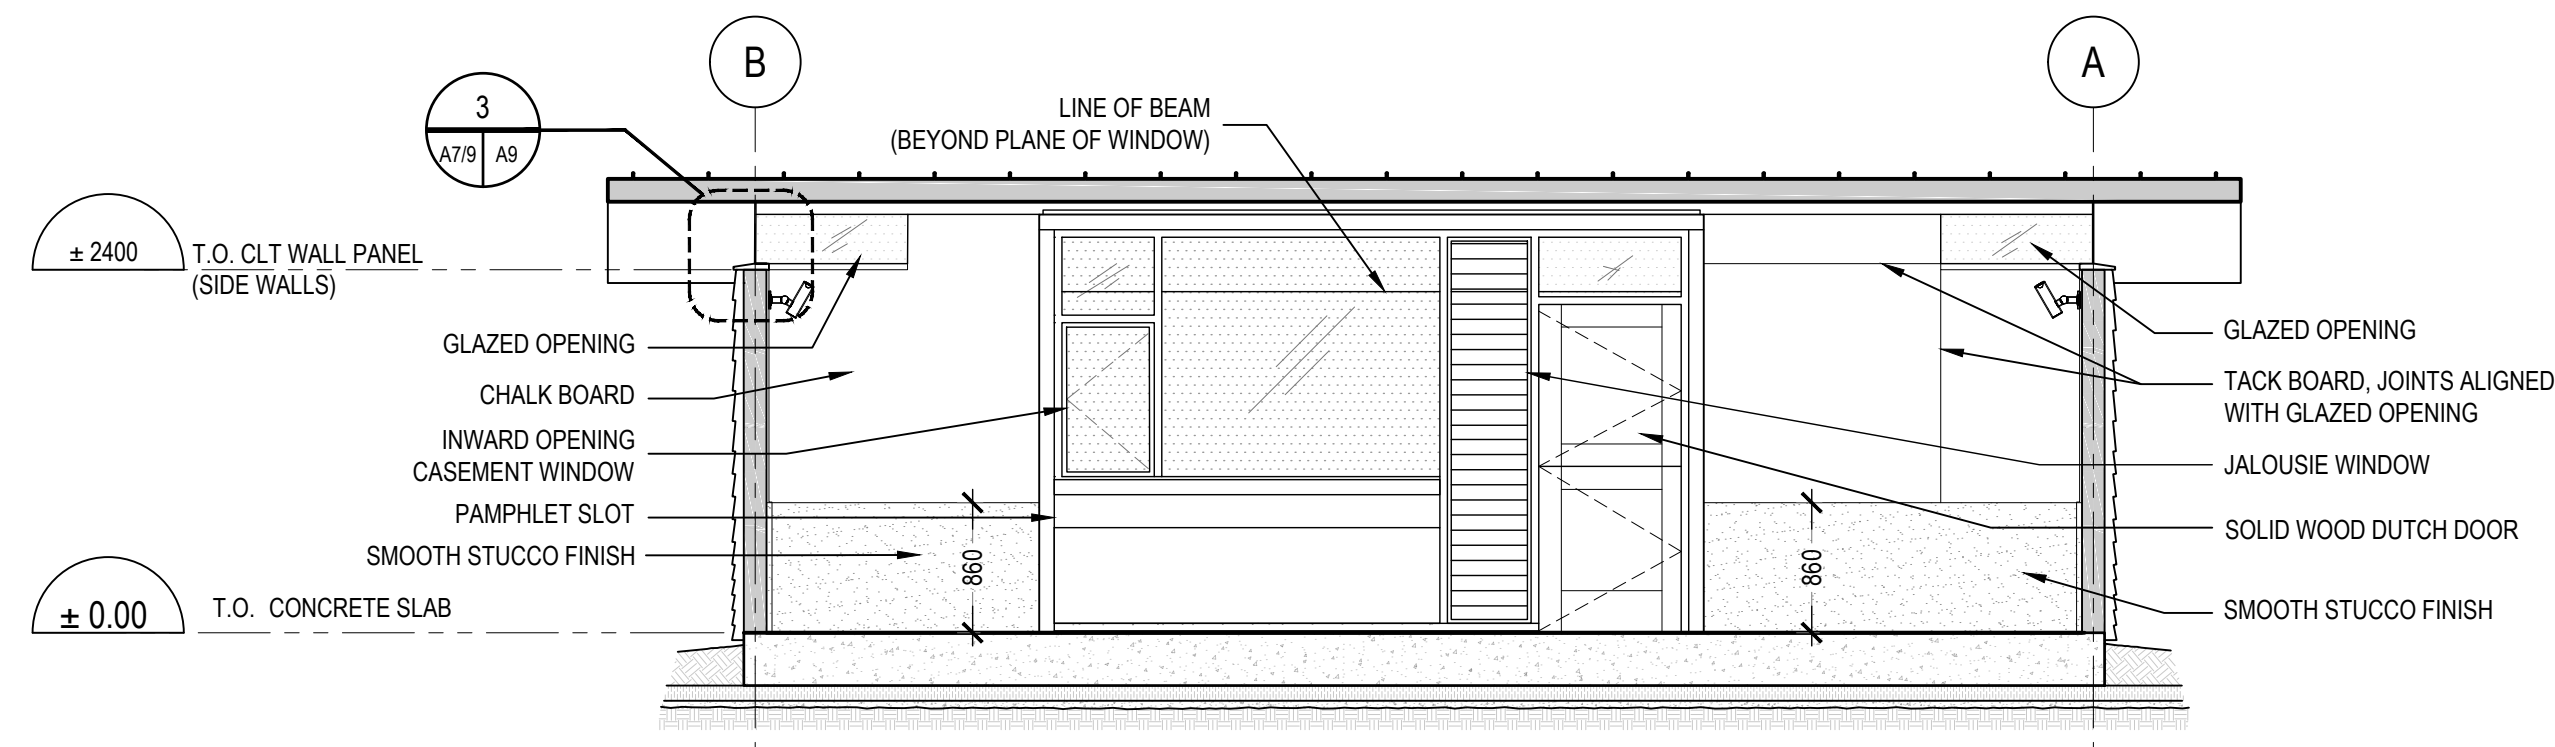 B
A
3
A7/9
A9
LINE OF BEAM
(BEYOND PLANE OF WINDOW)
± 2400
T.O. CLT WALL PANEL
(SIDE WALLS)
GLAZED OPENING
CHALK BOARD
INWARD OPENING
CASEMENT WINDOW
PAMPHLET SLOT
SMOOTH STUCCO FINISH
± 0.00
T.O. CONCRETE SLAB
860
860
GLAZED OPENING
TACK BOARD, JOINTS ALIGNED
WITH GLAZED OPENING
JALOUSIE WINDOW
SOLID WOOD DUTCH DOOR
SMOOTH STUCCO FINISH